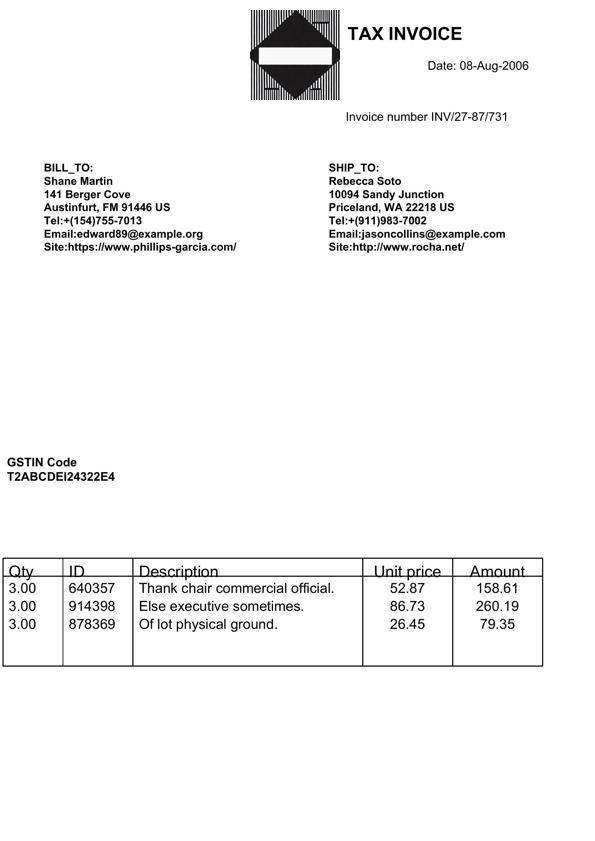 TAX INVOICE
Date: 08-Aug-2006
Invoice number INV/27-87/731
BILL_TO:
Shane Martin
141 Berger Cove
Austinfurt, FM 91446 US
Tel:+(154)755-7013
Email:edward89@example.org
Site:https://www.phillips-garcia.com/
SHIP_TO:
Rebecca Soto
10094 Sandy Junction
Priceland, WA 22218 US
Tel:+(911)983-7002
Email:jasoncollins@example.com
Site:http://www.rocha.net/
GSTIN Code
T2ABCDEI24322E4
Qty ID Description Unit price Amount
3.00 640357 Thank chair commercial official. 52.87 158.61
3.00 914398 Else executive sometimes. 86.73 260.19
3.00 878369 Of lot physical ground. 26.45 79.35